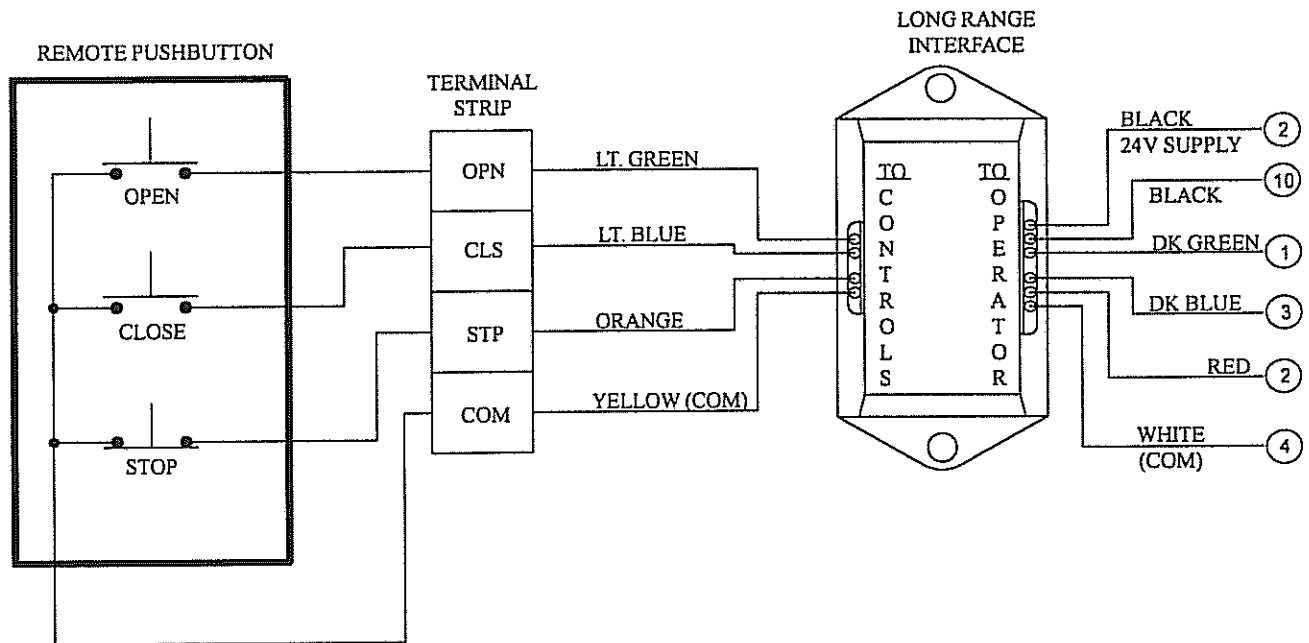 LONG RANGE
INTERFACE
REMOTE PUSHBUTTON
TERMINAL
STRIP
OPEN
CLOSE
STOP
OPN
CLS
STP
COM
LT. GREEN
LT. BLUE
ORANGE
YELLOW (COM)
TO
CONTROLS
TO
OPERATOR
BLACK
24V SUPPLY
2
BLACK
10
DK GREEN
1
DK BLUE
3
RED
2
WHITE
(COM)
4